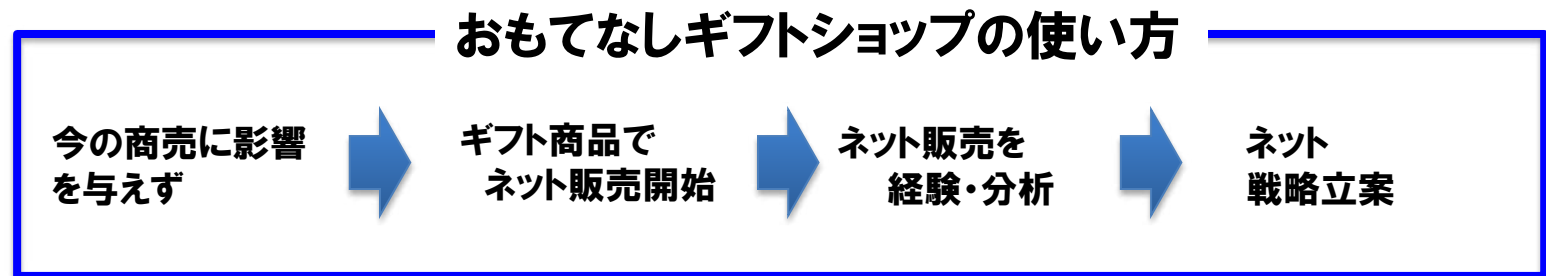 おもてなしギフトショップの使い方
今の商売に影響
を与えず
ギフト商品で
ネット販売開始
ネット販売を
経験・分析
ネット
戦略立案